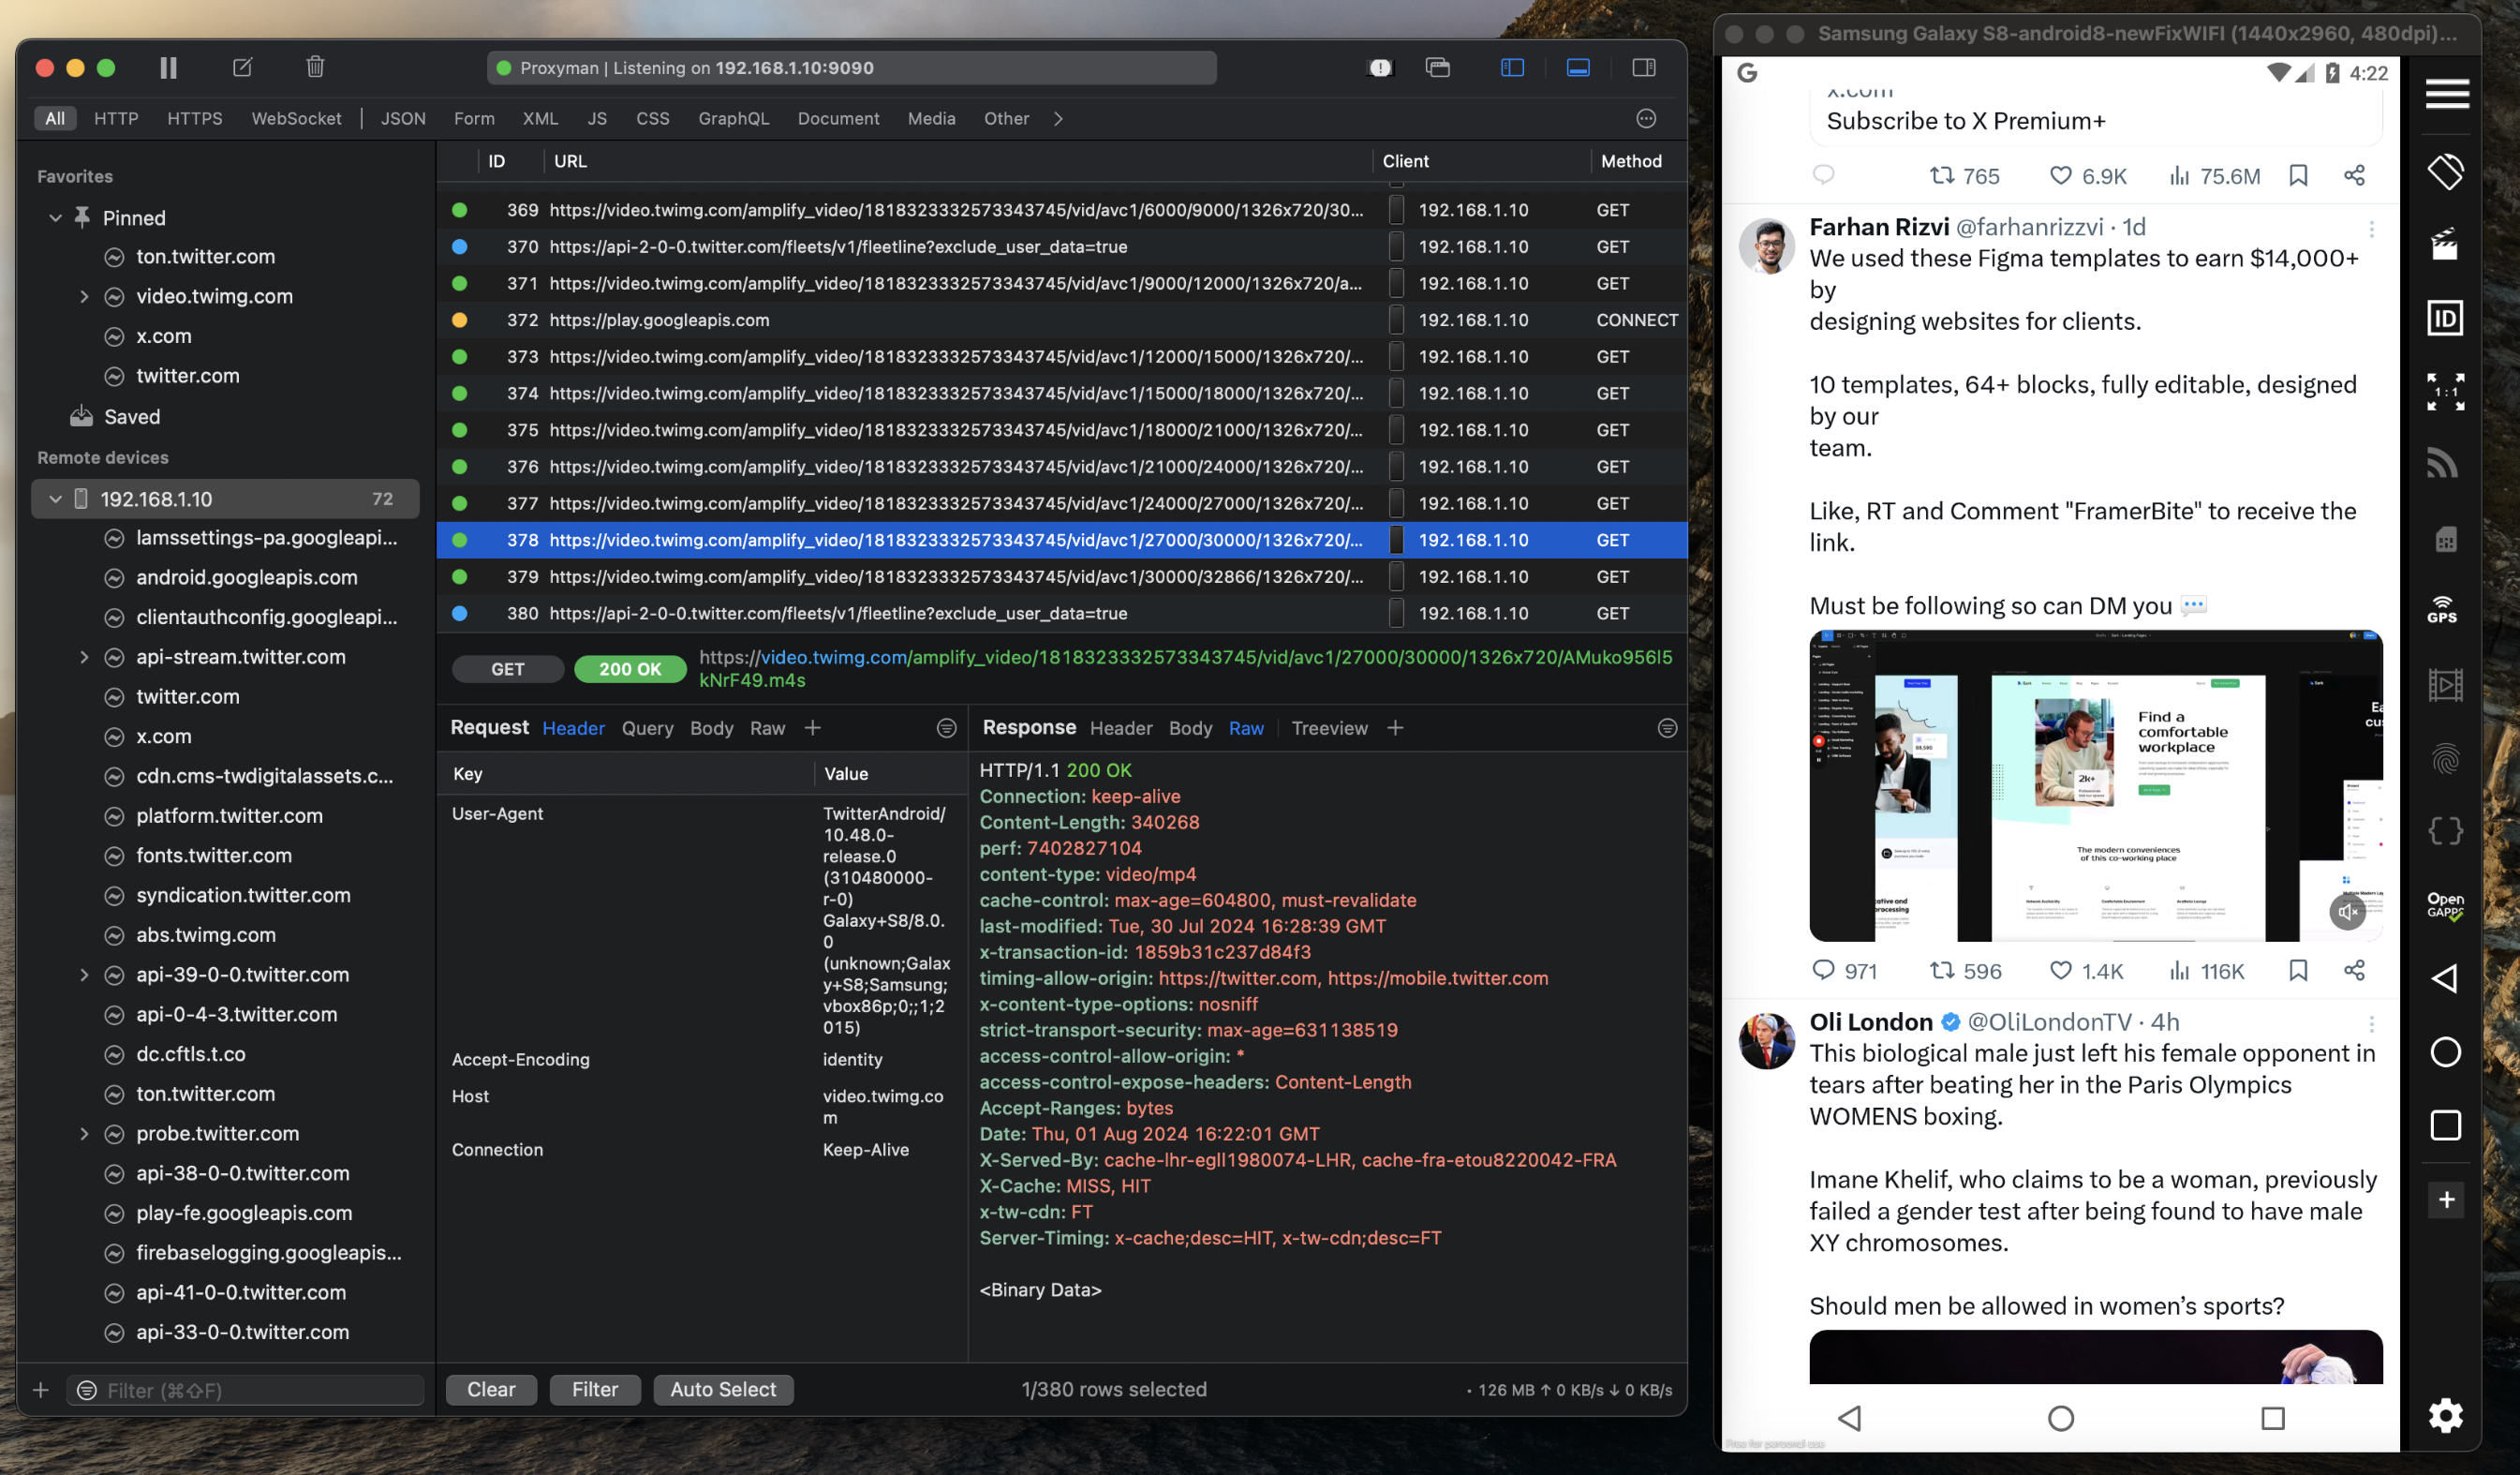 Proxyman | Listening on 192.168.1.10:9090
All HTTP HTTPS WebSocket JSON Form XML JS CSS GraphQL Document Media Other
Favorites
Pinned
ton.twitter.com
video.twimg.com
x.com
twitter.com
Saved
Remote devices
192.168.1.10 72
lamssettings-pa.googleapi...
android.googleapis.com
clientauthconfig.googleapi...
api-stream.twitter.com
twitter.com
x.com
cdn.cms-twdigitalassets.c...
platform.twitter.com
fonts.twitter.com
syndication.twitter.com
abs.twimg.com
api-39-0-0.twitter.com
api-0-4-3.twitter.com
dc.cftls.t.co
ton.twitter.com
probe.twitter.com
api-38-0-0.twitter.com
play-fe.googleapis.com
firebaselogging.googleapis...
api-41-0-0.twitter.com
api-33-0-0.twitter.com
Filter (⌘⇧F)
ID URL Client Method
369 https://video.twimg.com/amplify_video/1818323332573343745/vid/avc1/6000/9000/1326x720/30... 192.168.1.10 GET
370 https://api-2-0-0.twitter.com/fleets/v1/fleetline?exclude_user_data=true 192.168.1.10 GET
371 https://video.twimg.com/amplify_video/1818323332573343745/vid/avc1/9000/12000/1326x720/a... 192.168.1.10 GET
372 https://play.googleapis.com 192.168.1.10 CONNECT
373 https://video.twimg.com/amplify_video/1818323332573343745/vid/avc1/12000/15000/1326x720/... 192.168.1.10 GET
374 https://video.twimg.com/amplify_video/1818323332573343745/vid/avc1/15000/18000/1326x720/... 192.168.1.10 GET
375 https://video.twimg.com/amplify_video/1818323332573343745/vid/avc1/18000/21000/1326x720/... 192.168.1.10 GET
376 https://video.twimg.com/amplify_video/1818323332573343745/vid/avc1/21000/24000/1326x720/... 192.168.1.10 GET
377 https://video.twimg.com/amplify_video/1818323332573343745/vid/avc1/24000/27000/1326x720/... 192.168.1.10 GET
378 https://video.twimg.com/amplify_video/1818323332573343745/vid/avc1/27000/30000/1326x720/... 192.168.1.10 GET
379 https://video.twimg.com/amplify_video/1818323332573343745/vid/avc1/30000/32866/1326x720/... 192.168.1.10 GET
380 https://api-2-0-0.twitter.com/fleets/v1/fleetline?exclude_user_data=true 192.168.1.10 GET
GET 200 OK https://video.twimg.com/amplify_video/1818323332573343745/vid/avc1/27000/30000/1326x720/AMuko956l5
kNrF49.m4s
Request Header Query Body Raw +
Key Value
User-Agent TwitterAndroid/
10.48.0-
release.0
(310480000-
r-0)
Galaxy+S8/8.0.
0
(unknown;Galax
y+S8;Samsung;
vbox86p;0;;1;2
015)
Accept-Encoding identity
Host video.twimg.co
m
Connection Keep-Alive
Response Header Body Raw Treeview +
HTTP/1.1 200 OK
Connection: keep-alive
Content-Length: 340268
perf: 7402827104
content-type: video/mp4
cache-control: max-age=604800, must-revalidate
last-modified: Tue, 30 Jul 2024 16:28:39 GMT
x-transaction-id: 1859b31c237d84f3
timing-allow-origin: https://twitter.com, https://mobile.twitter.com
x-content-type-options: nosniff
strict-transport-security: max-age=631138519
access-control-allow-origin: *
access-control-expose-headers: Content-Length
Accept-Ranges: bytes
Date: Thu, 01 Aug 2024 16:22:01 GMT
X-Served-By: cache-lhr-egll1980074-LHR, cache-fra-etou8220042-FRA
X-Cache: MISS, HIT
x-tw-cdn: FT
Server-Timing: x-cache;desc=HIT, x-tw-cdn;desc=FT
<Binary Data>
Clear Filter Auto Select 1/380 rows selected • 126 MB ↑ 0 KB/s ↓ 0 KB/s
Samsung Galaxy S8-android8-newFixWIFI (1440x2960, 480dpi)...
G 4:22
x.com
Subscribe to X Premium+
765 6.9K 75.6M
Farhan Rizvi @farhanrizzvi · 1d
We used these Figma templates to earn $14,000+
by
designing websites for clients.
10 templates, 64+ blocks, fully editable, designed
by our
team.
Like, RT and Comment "FramerBite" to receive the
link.
Must be following so can DM you 💬
Find a
comfortable
workplace
2k+
The modern conveniences
of this co-working place
971 596 1.4K 116K
Oli London @OliLondonTV · 4h
This biological male just left his female opponent in
tears after beating her in the Paris Olympics
WOMENS boxing.
Imane Khelif, who claims to be a woman, previously
failed a gender test after being found to have male
XY chromosomes.
Should men be allowed in women’s sports?
Free for personal use
ID
1:1
GPS
Open
GAPPS